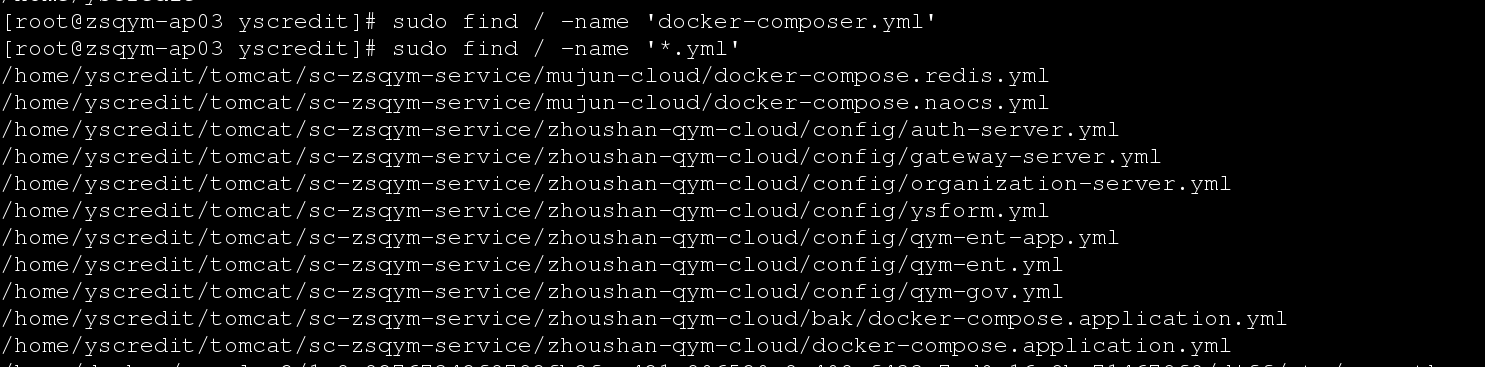 [root@zsqym-ap03 yscredit]# sudo find / -name 'docker-composer.yml'
[root@zsqym-ap03 yscredit]# sudo find / -name '*.yml'
/home/yscredit/tomcat/sc-zsqym-service/mujun-cloud/docker-compose.redis.yml
/home/yscredit/tomcat/sc-zsqym-service/mujun-cloud/docker-compose.naocs.yml
/home/yscredit/tomcat/sc-zsqym-service/zhoushan-qym-cloud/config/auth-server.yml
/home/yscredit/tomcat/sc-zsqym-service/zhoushan-qym-cloud/config/gateway-server.yml
/home/yscredit/tomcat/sc-zsqym-service/zhoushan-qym-cloud/config/organization-server.yml
/home/yscredit/tomcat/sc-zsqym-service/zhoushan-qym-cloud/config/ysform.yml
/home/yscredit/tomcat/sc-zsqym-service/zhoushan-qym-cloud/config/qym-ent-app.yml
/home/yscredit/tomcat/sc-zsqym-service/zhoushan-qym-cloud/config/qym-ent.yml
/home/yscredit/tomcat/sc-zsqym-service/zhoushan-qym-cloud/config/qym-gov.yml
/home/yscredit/tomcat/sc-zsqym-service/zhoushan-qym-cloud/bak/docker-compose.application.yml
/home/yscredit/tomcat/sc-zsqym-service/zhoushan-qym-cloud/docker-compose.application.yml